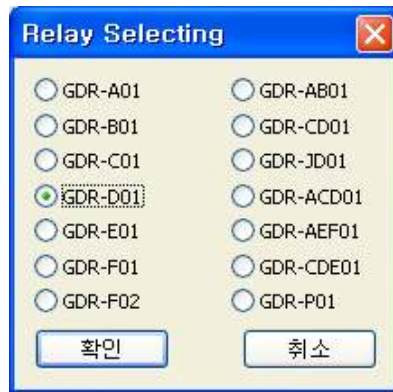 Relay Selecting
GDR-A01 GDR-AB01
GDR-B01 GDR-CD01
GDR-C01 GDR-JD01
GDR-D01 GDR-ACD01
GDR-E01 GDR-AEF01
GDR-F01 GDR-CDE01
GDR-F02 GDR-P01
확인 취소